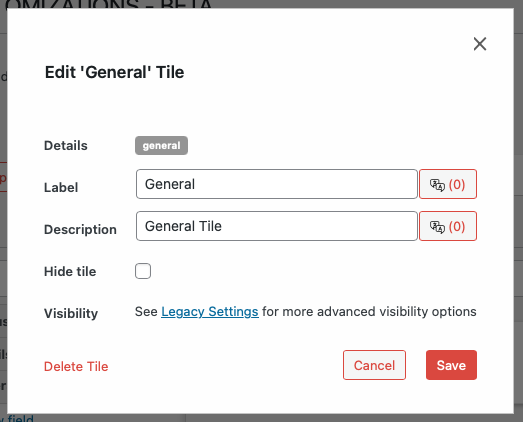 OMIZATIONS - BETA
Edit 'General' Tile
Details general
Label General (0)
Description General Tile (0)
Hide tile
Visibility See Legacy Settings for more advanced visibility options
Delete Tile Cancel Save
field